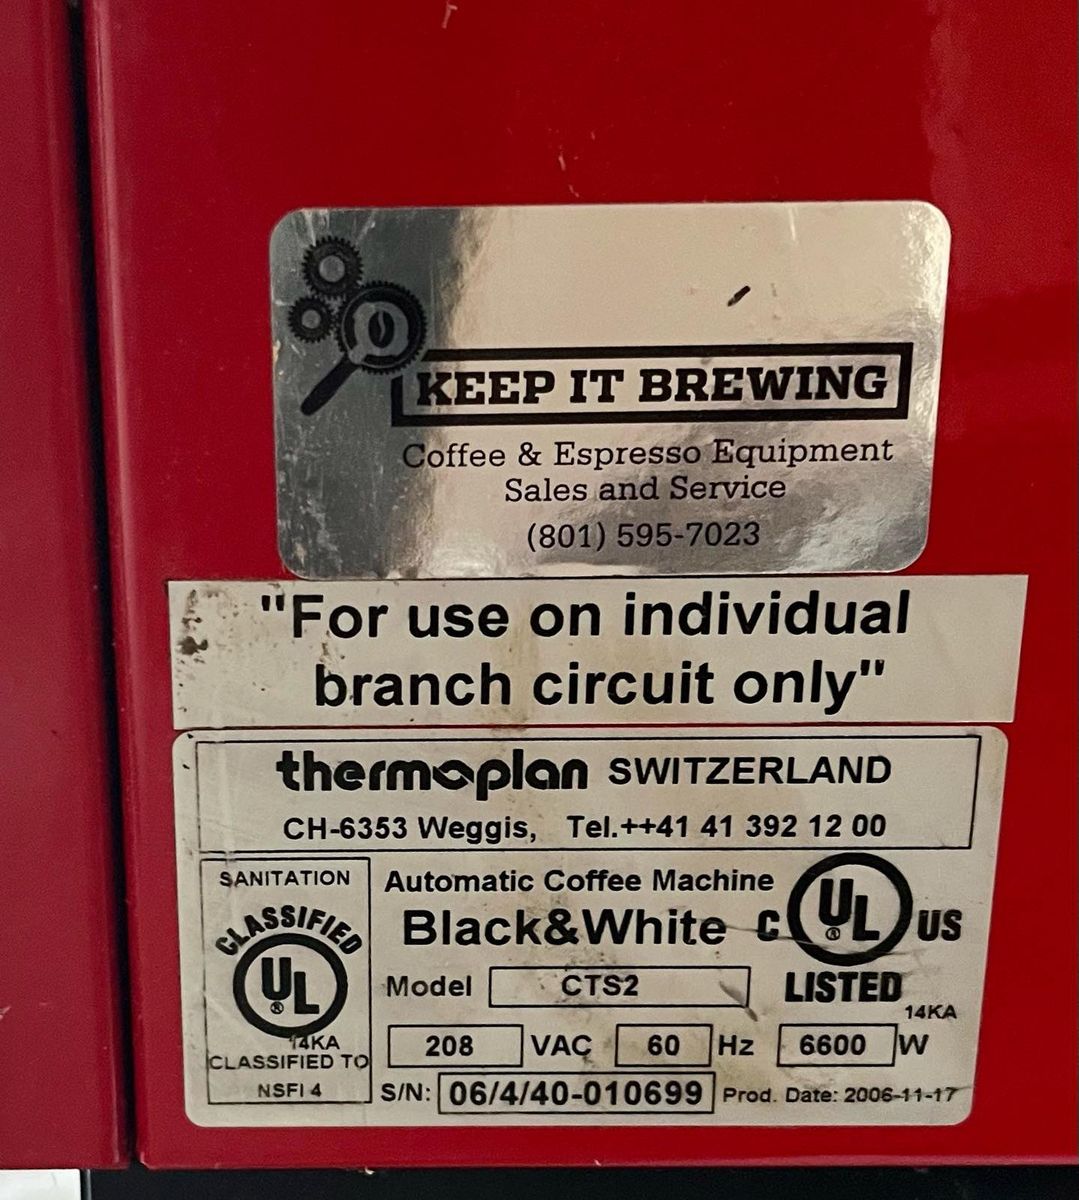 KEEP IT BREWING
Coffee & Espresso Equipment
Sales and Service
(801) 595-7023
"For use on individual
branch circuit only"
thermoplan SWITZERLAND
CH-6353 Weggis, Tel.++41 41 392 12 00
SANITATION
CLASSIFIED
UL
®
14KA
CLASSIFIED TO
NSFI 4
Automatic Coffee Machine
Black&White
C UL US
®
LISTED
14KA
Model CTS2
208 VAC 60 Hz 6600 W
S/N: 06/4/40-010699 Prod. Date: 2006-11-17